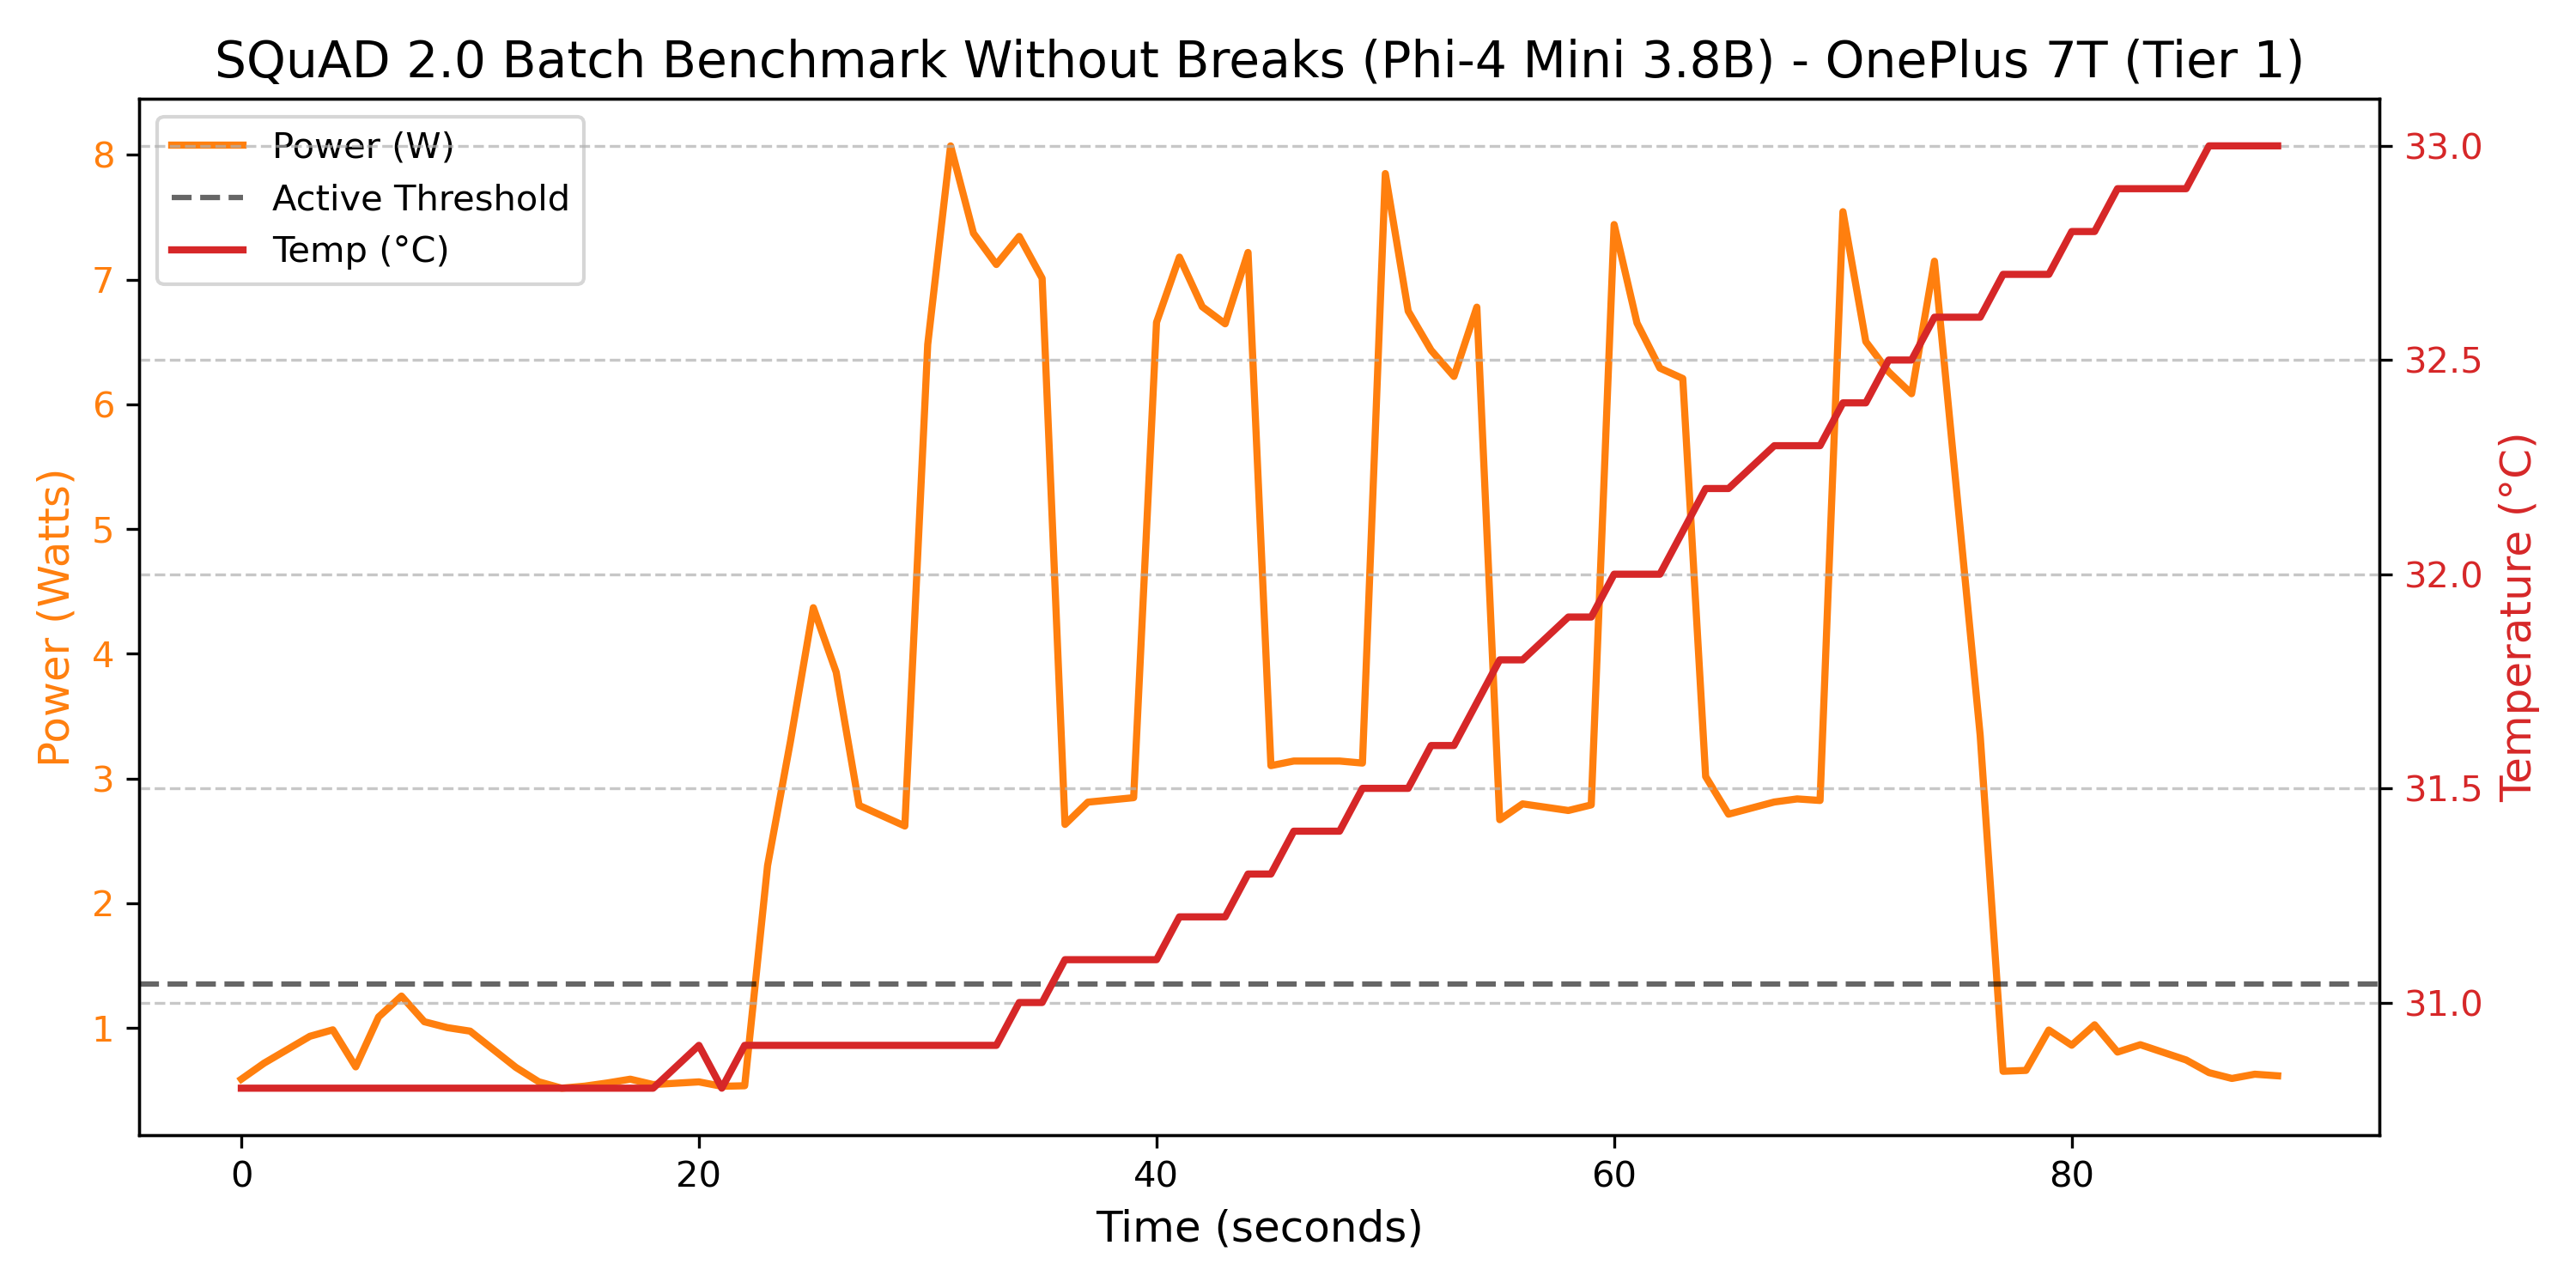 SQuAD 2.0 Batch Benchmark Without Breaks (Phi-4 Mini 3.8B) - OnePlus 7T (Tier 1)
Power (W)
Active Threshold
Temp (°C)
8
7
6
5
4
3
2
1
Power (Watts)
33.0
32.5
32.0
31.5
31.0
Temperature (°C)
0 20 40 60 80
Time (seconds)